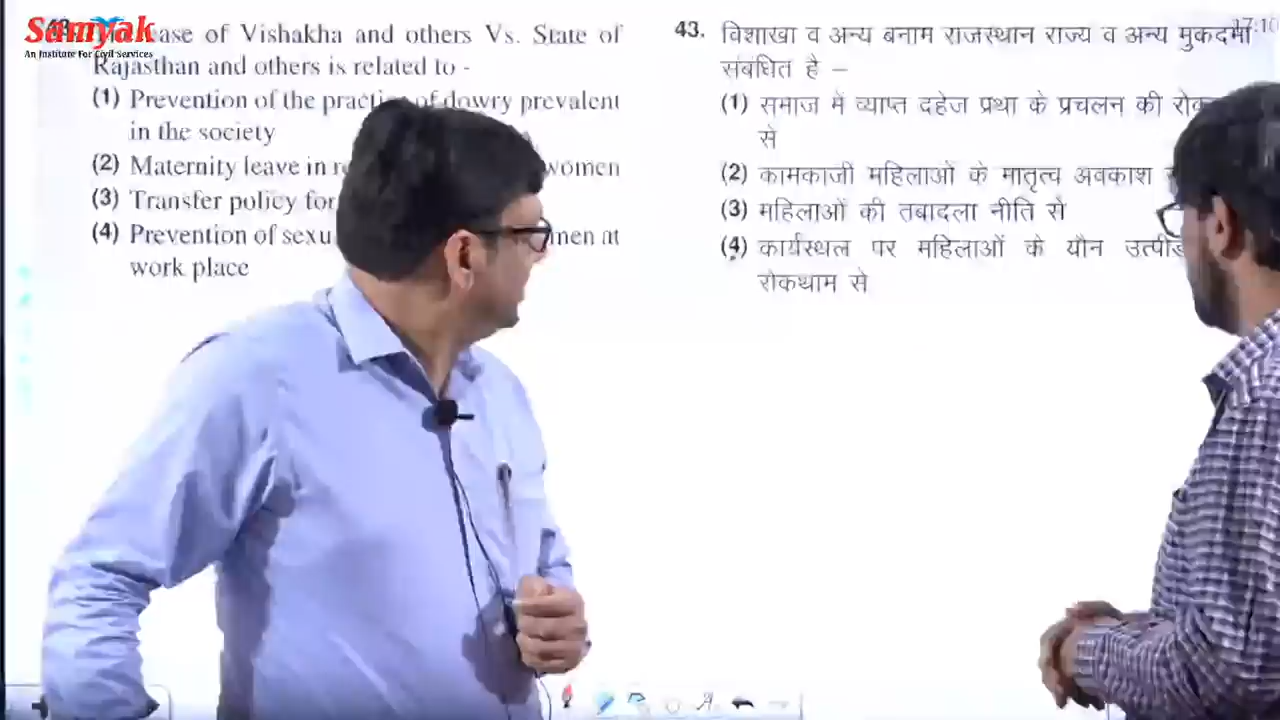 Samyak
An Institute For Civil Services
case of Vishakha and others Vs. State of
Rajasthan and others is related to -
(1) Prevention of the practice of dowry prevalent
in the society
(2) Maternity leave in women
(3) Transfer policy for
(4) Prevention of at
work place
43. विशाखा व अन्य बनाम राजस्थान राज्य व अन्य मुकदमा
संबंधित है –
(1) समाज में व्याप्त दहेज प्रथा के प्रचलन की
से
(2) कामकाजी महिलाओं के मातृत्व अवकाश
(3) महिलाओं की तबादला नीति से
(4) कार्यस्थल पर महिलाओं के यौन
रोकथाम से